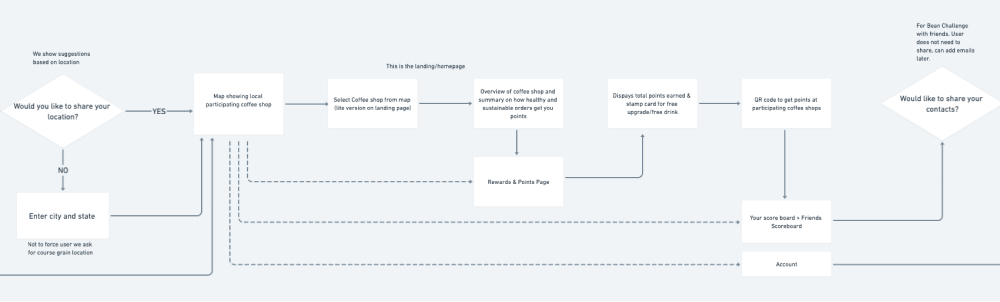 We show suggestions
based on location
Would you like to share your
location?
YES
NO
Enter city and state
Not to force user we ask
for course grain location
Map showing local
participating coffee shop
This is the landing/homepage
Select Coffee shop from map
(lite version on landing page)
Overview of coffee shop and
summary on how healthy and
sustainable orders get you
points
Rewards & Points Page
Dispays total points earned &
stamp card for free
upgrade/free drink
QR code to get points at
participating coffee shops
Your score board + Friends
Scoreboard
Account
For Bean Challenge
with friends. User
does not need to
share, can add emails
later.
Would like to share your
contacts?